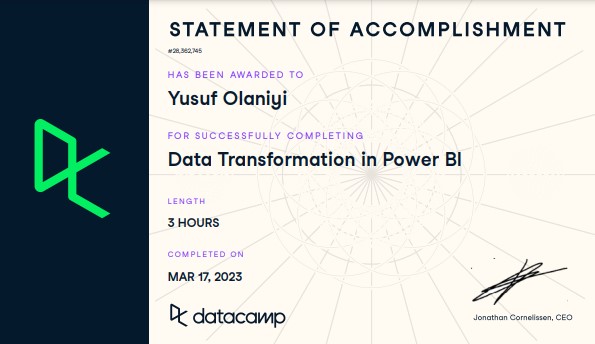 STATEMENT OF ACCOMPLISHMENT
#28,362,745
HAS BEEN AWARDED TO
Yusuf Olaniyi
FOR SUCCESSFULLY COMPLETING
Data Transformation in Power BI
LENGTH
3 HOURS
COMPLETED ON
MAR 17, 2023
datacamp
Jonathan Cornelissen, CEO